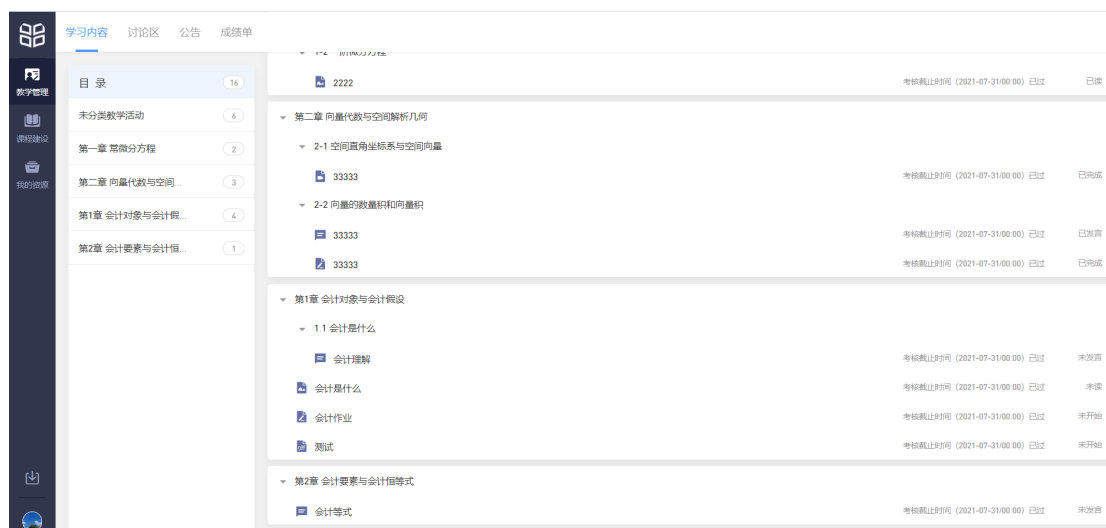 学习内容 讨论区 公告 成绩单
教学管理
课程建设
我的资源
目 录 16
未分类教学活动 6
第一章 常微分方程 2
第二章 向量代数与空间... 3
第1章 会计对象与会计假... 4
第2章 会计要素与会计恒... 1
2222 考核截止时间 (2021-07-31/00:00) 已过 已读
第二章 向量代数与空间解析几何
2-1 空间直角坐标系与空间向量
33333 考核截止时间 (2021-07-31/00:00) 已过 已完成
2-2 向量的数量积和向量积
33333 考核截止时间 (2021-07-31/00:00) 已过 已发言
33333 考核截止时间 (2021-07-31/00:00) 已过 已完成
第1章 会计对象与会计假设
1.1 会计是什么
会计理解 考核截止时间 (2021-07-31/00:00) 已过 未发言
会计是什么 考核截止时间 (2021-07-31/00:00) 已过 未读
会计作业 考核截止时间 (2021-07-31/00:00) 已过 未开始
测试 考核截止时间 (2021-07-31/00:00) 已过 未开始
第2章 会计要素与会计恒等式
会计等式 考核截止时间 (2021-07-31/00:00) 已过 未发言